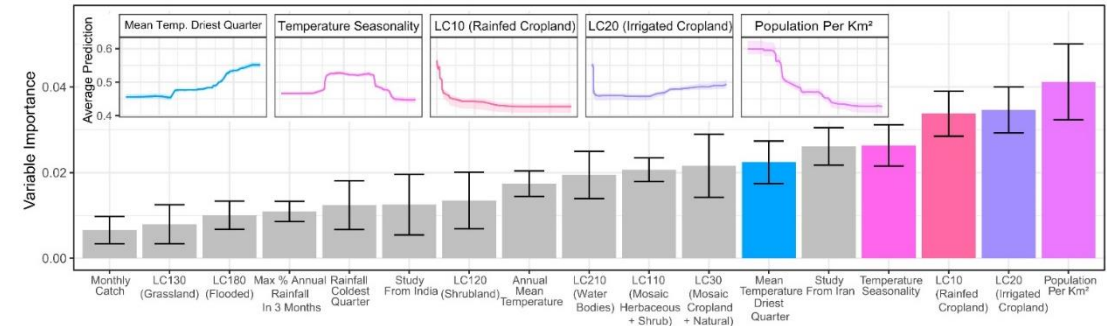 Mean Temp. Driest Quarter
Temperature Seasonality
LC10 (Rainfed Cropland)
LC20 (Irrigated Cropland)
Population Per Km²
Average Prediction
0.6
0.5
0.4
Variable Importance
0.04
0.02
0.00
Monthly
Catch
LC130
(Grassland)
LC180
(Flooded)
Max % Annual
Rainfall
In 3 Months
Rainfall
Coldest
Quarter
Study
From India
LC120
(Shrubland)
Annual
Mean
Temperature
LC210
(Water
Bodies)
LC110
(Mosaic
Herbaceous
+ Shrub)
LC30
(Mosaic
Cropland
+ Natural)
Mean
Temperature
Driest
Quarter
Study
From Iran
Temperature
Seasonality
LC10
(Rainfed
Cropland)
LC20
(Irrigated
Cropland)
Population
Per Km²